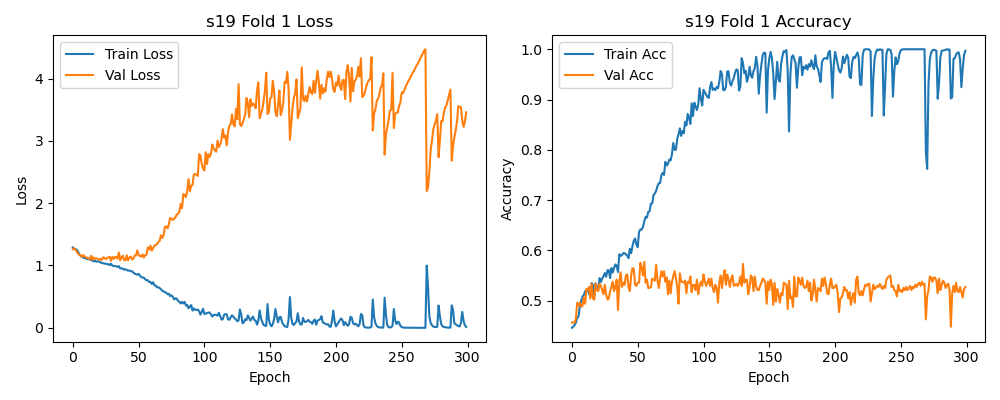 s19 Fold 1 Loss
Train Loss
Val Loss
Loss
4
3
2
1
0
0 50 100 150 200 250 300
Epoch
s19 Fold 1 Accuracy
Train Acc
Val Acc
Accuracy
1.0
0.9
0.8
0.7
0.6
0.5
0 50 100 150 200 250 300
Epoch